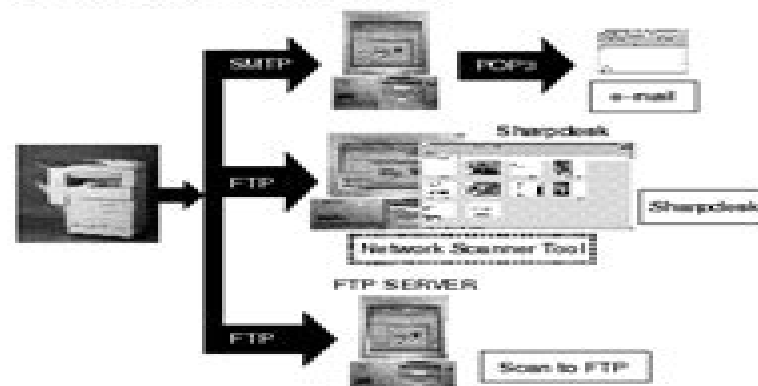 SMTP
POP3
e-mail
Sharpdesk
FTP
Sharpdesk
Network Scanner Tool
FTP SERVER
FTP
Scan to FTP